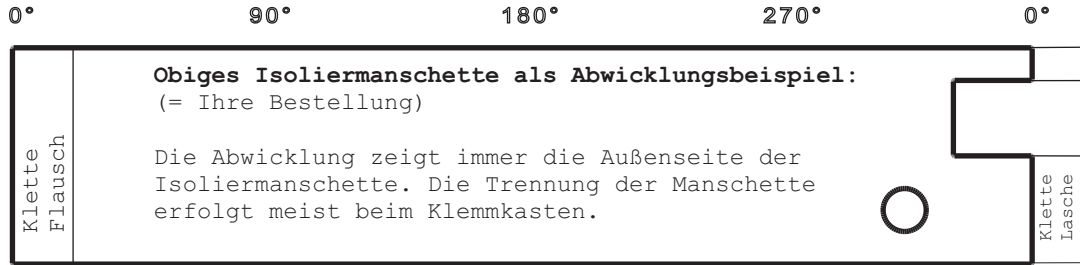 0° 90° 180° 270° 0°
Obiges Isoliermanschette als Abwicklungsbeispiel:
(= Ihre Bestellung)
Die Abwicklung zeigt immer die Außenseite der
Isoliermanschette. Die Trennung der Manschette
erfolgt meist beim Klemmkasten.
Klette
Flausch
Klette
Lasche